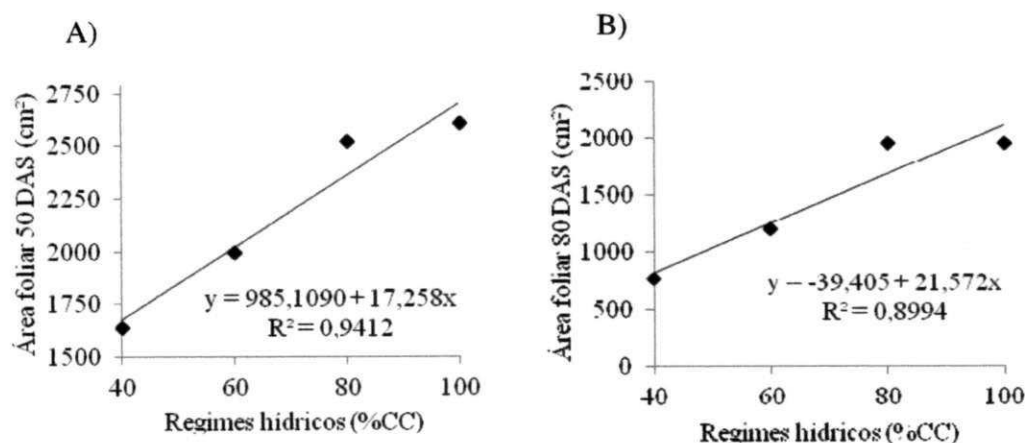 A)
Área foliar 50 DAS (cm²)
2750
2500
2250
2000
1750
1500
y = 985,1090 + 17,258x
R² = 0,9412
40 60 80 100
Regimes hídricos (%CC)
B)
Área foliar 80 DAS (cm²)
2500
2000
1500
1000
500
0
y = -39,405 + 21,572x
R² = 0,8994
40 60 80 100
Regimes hídricos (%CC)